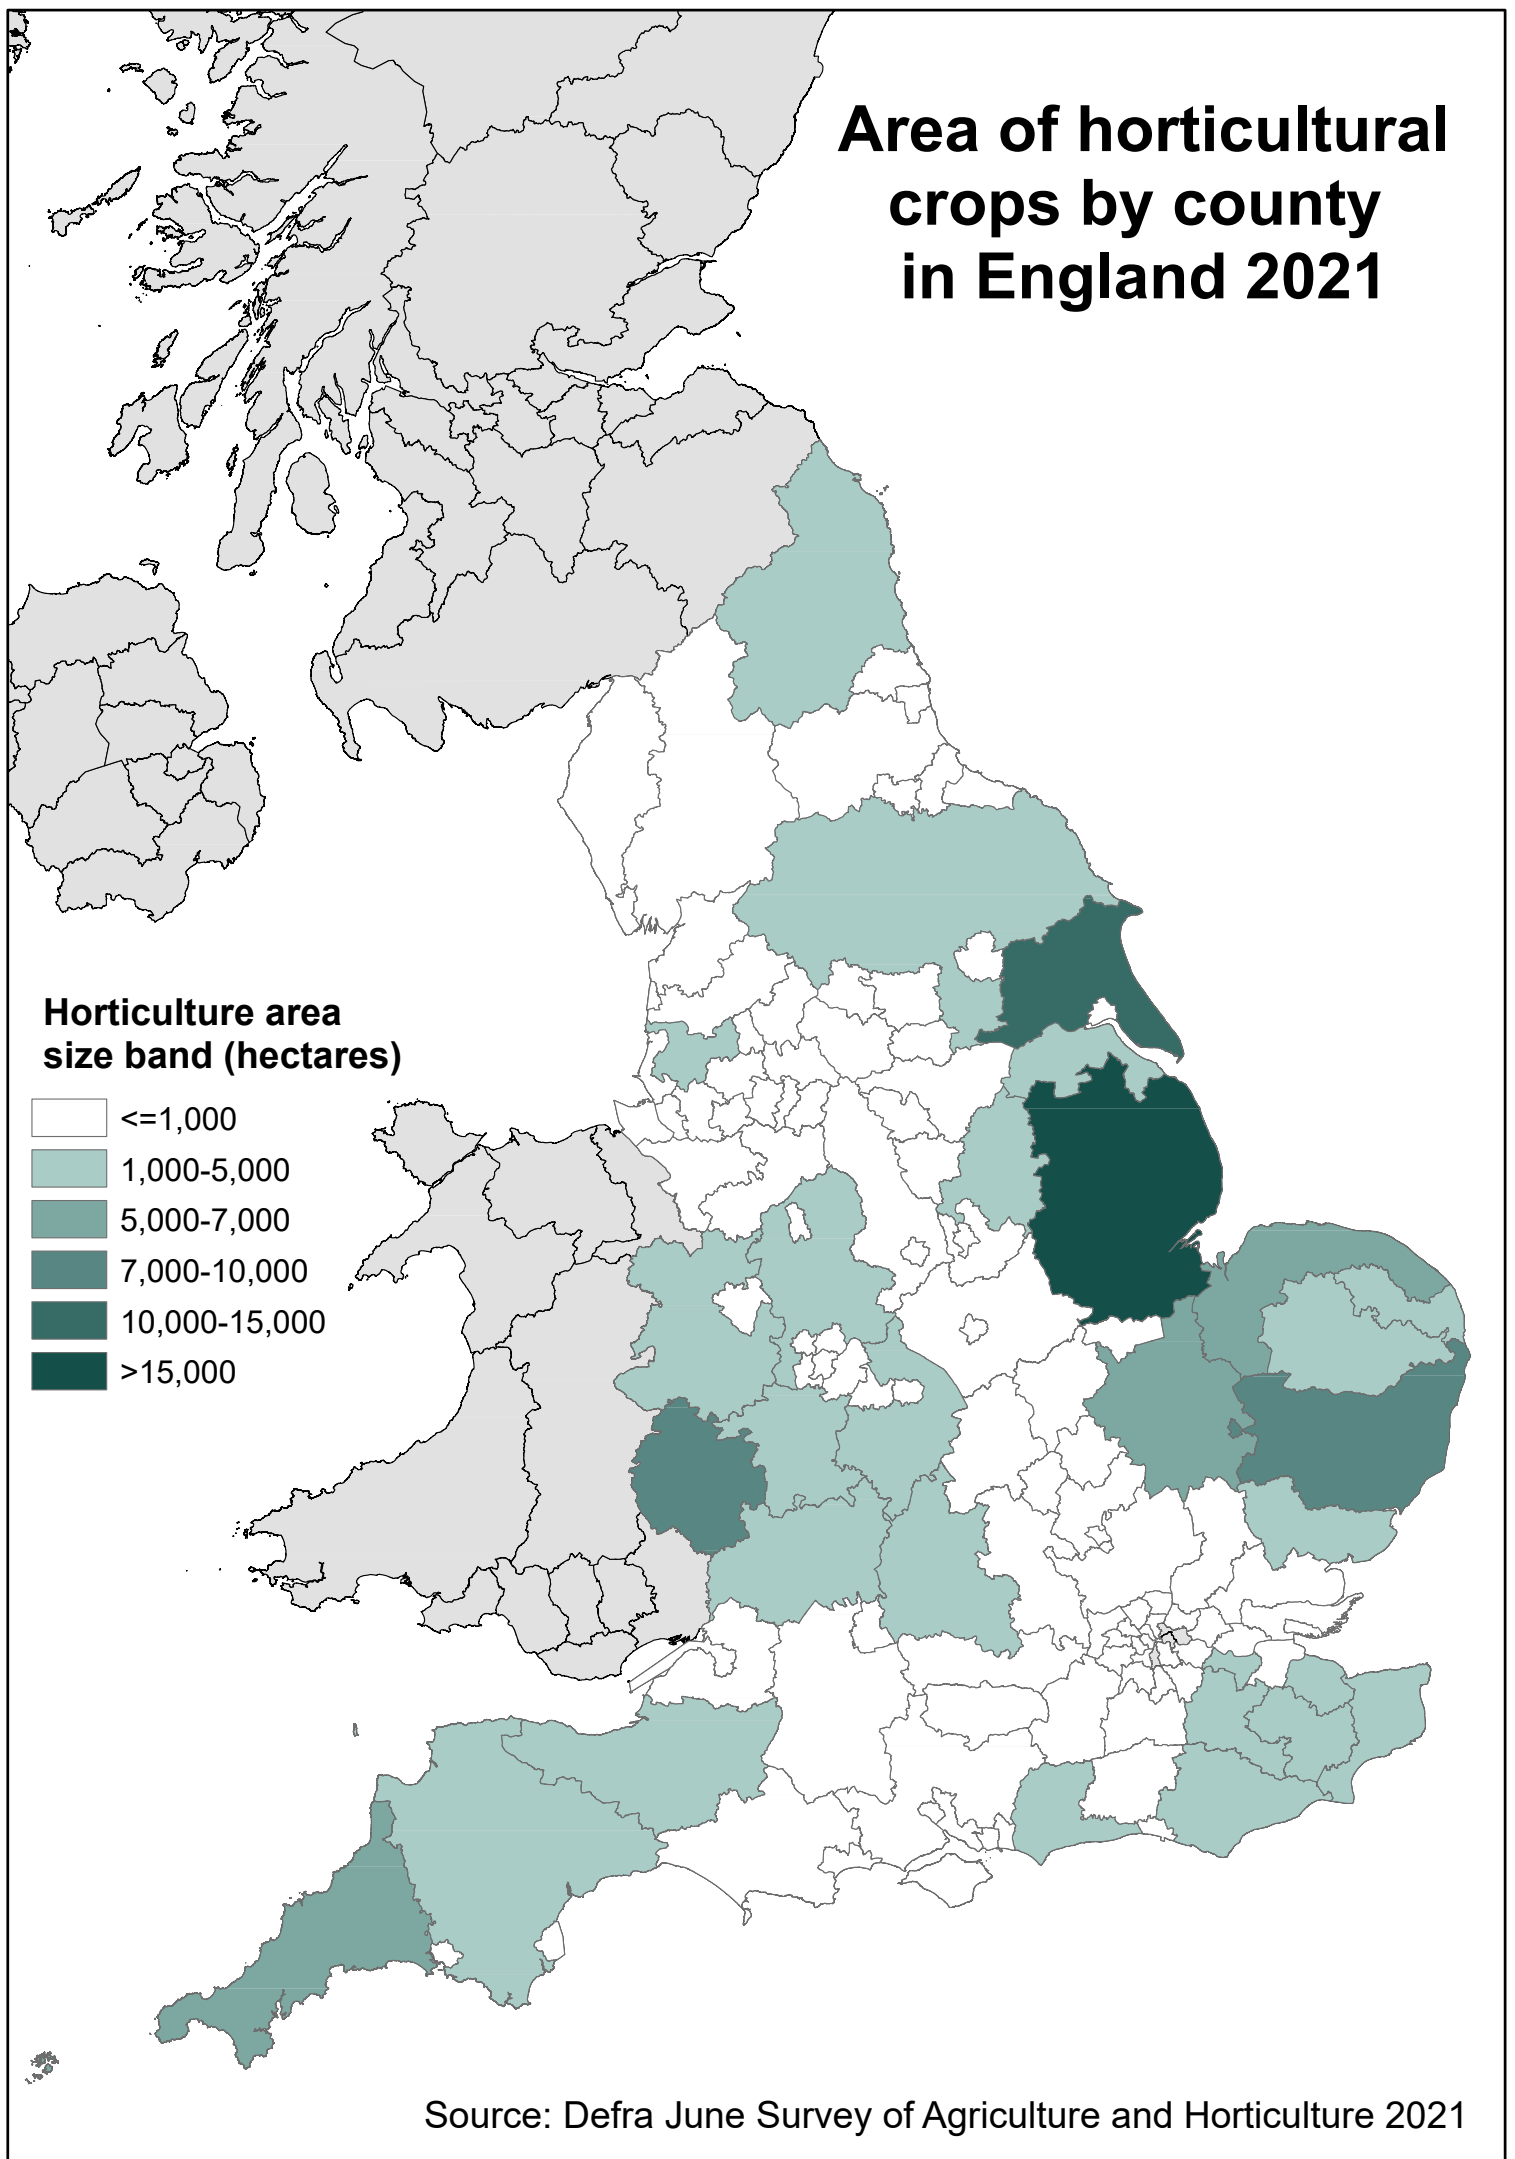 Area of horticultural
crops by county
in England 2021
Horticulture area
size band (hectares)
<=1,000
1,000-5,000
5,000-7,000
7,000-10,000
10,000-15,000
>15,000
Source: Defra June Survey of Agriculture and Horticulture 2021